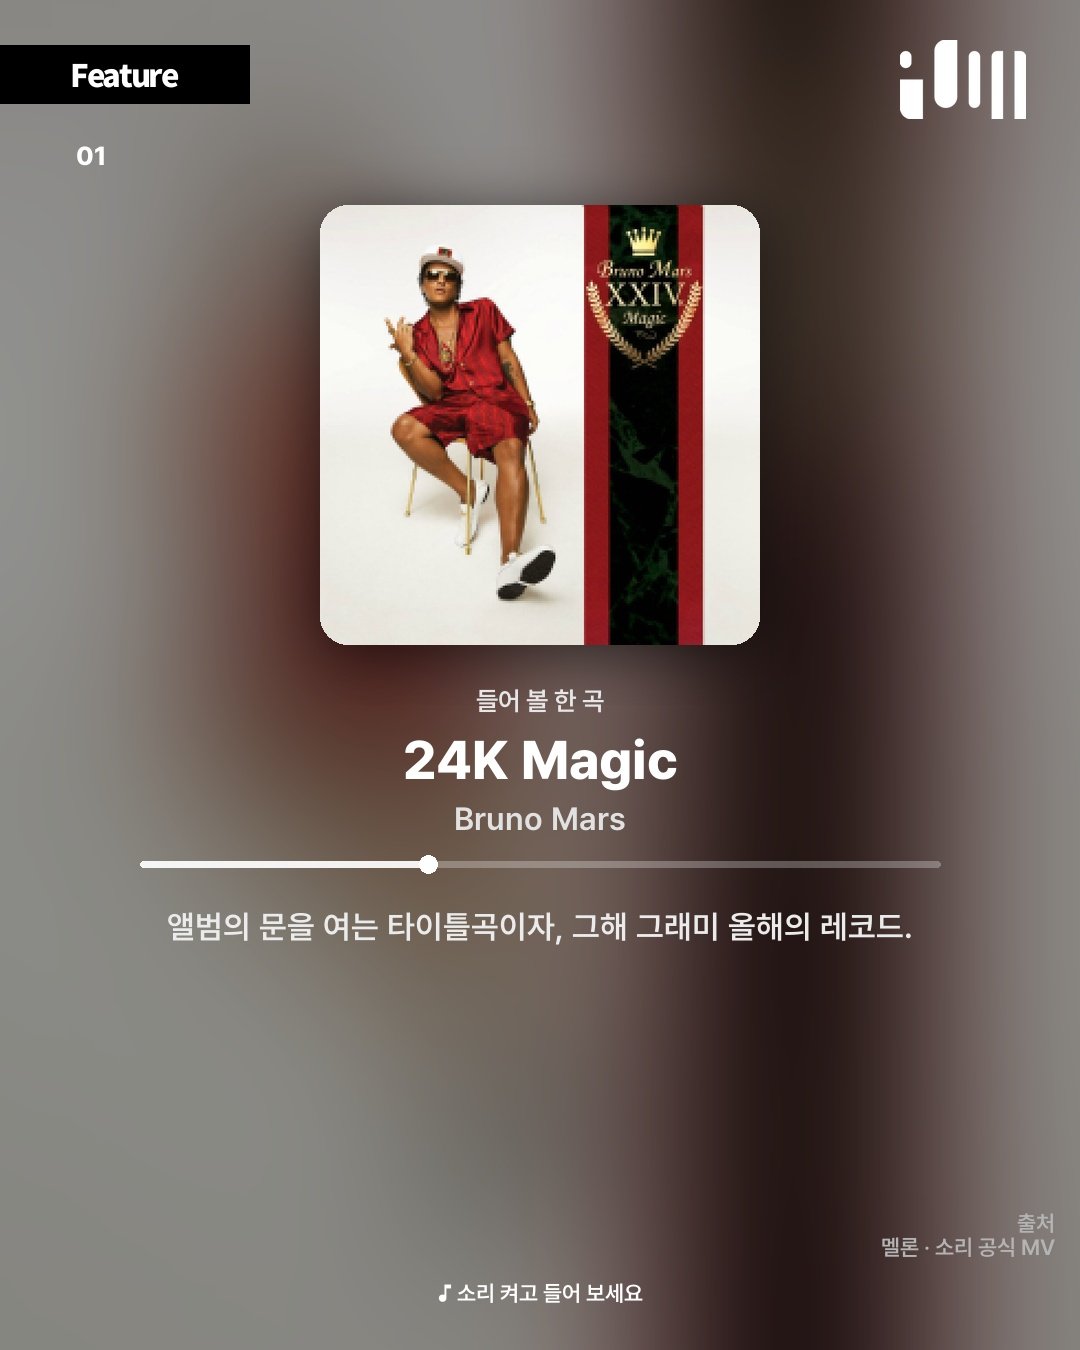 Feature
01
Bruno Mars
XXIV
Magic
들어 볼 한 곡
24K Magic
Bruno Mars
앨범의 문을 여는 타이틀곡이자, 그해 그래미 올해의 레코드.
출처
멜론 · 소리 공식 MV
♪ 소리 켜고 들어 보세요